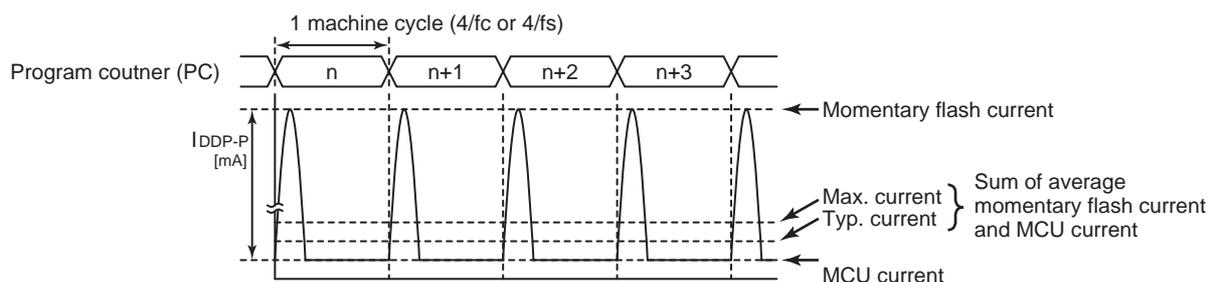 1 machine cycle (4/fc or 4/fs)
Program coutner (PC)
n
n+1
n+2
n+3
Momentary flash current
IDDP-P
[mA]
Max. current
Typ. current
Sum of average
momentary flash current
and MCU current
MCU current